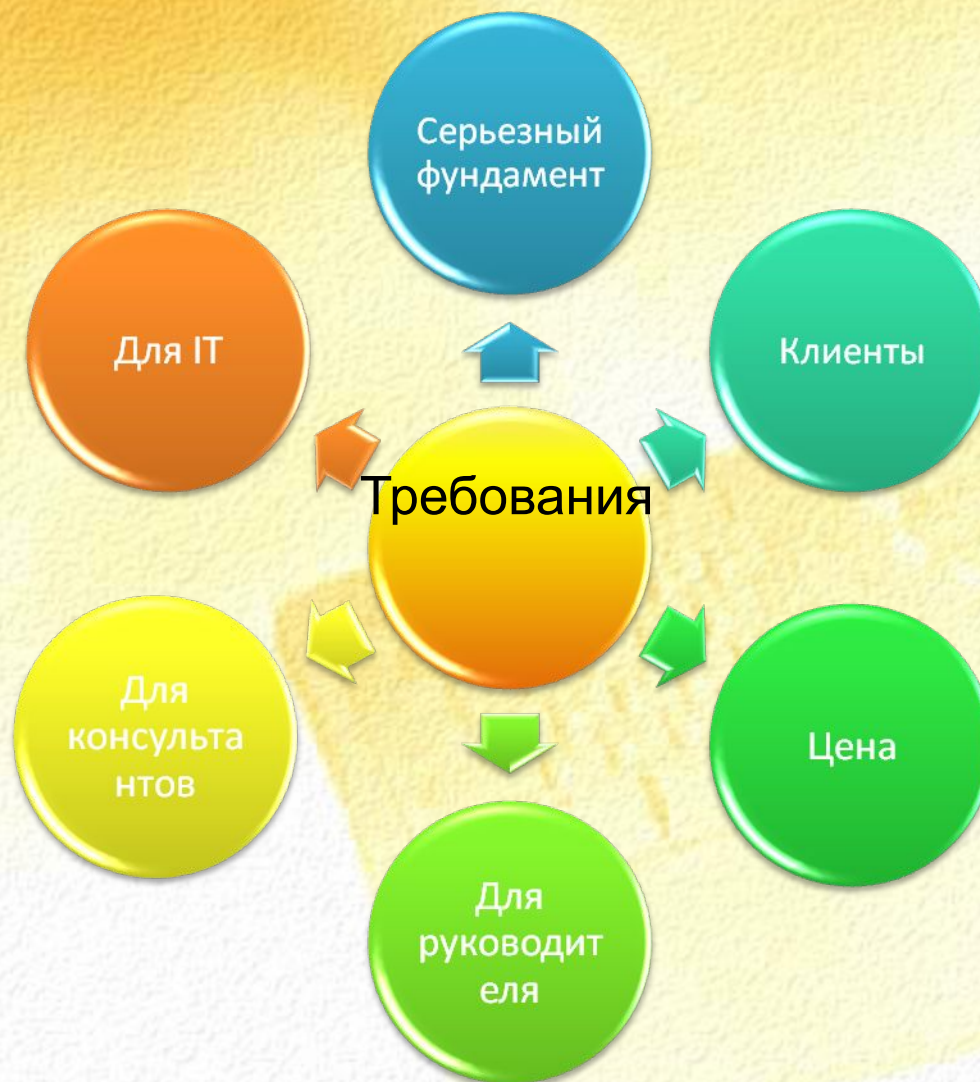 Серьезный
фундамент
Для IT
Клиенты
Требования
Для
консульта
нтов
Цена
Для
руководит
еля